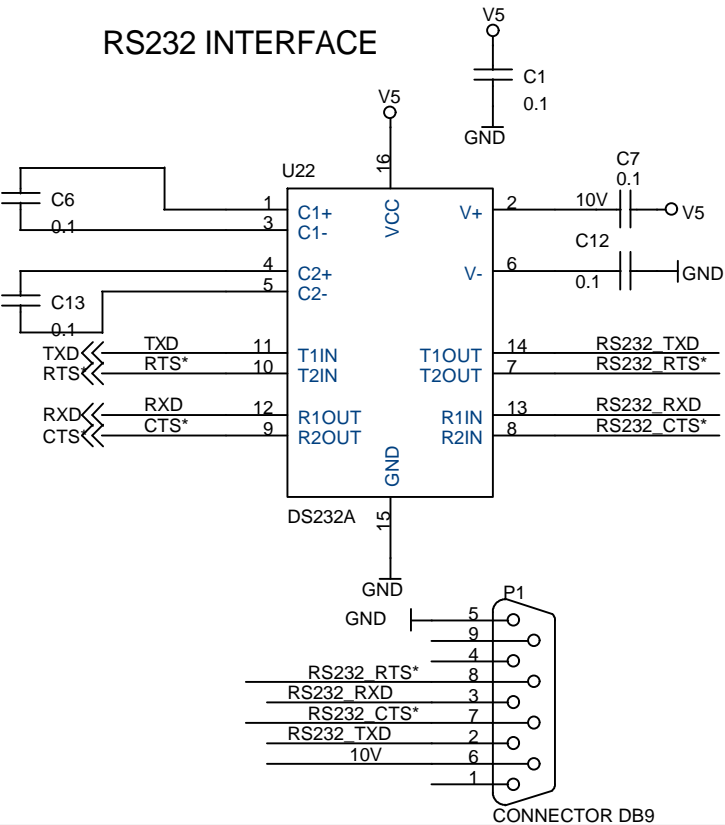 RS232 INTERFACE
V5
C1
0.1
GND
V5
16
U22
C7
0.1
C6
0.1
1
C1+
3
C1-
VCC
V+
2
10V
V5
C12
4
C2+
5
C2-
V-
6
0.1
GND
C13
0.1
TXD
TXD
11
T1IN
T1OUT
14
RS232_TXD
RTS*
RTS*
10
T2IN
T2OUT
7
RS232_RTS*
RXD
RXD
12
R1OUT
R1IN
13
RS232_RXD
CTS*
CTS*
9
R2OUT
R2IN
8
RS232_CTS*
GND
DS232A
15
GND
P1
GND
5
9
4
RS232_RTS*
8
RS232_RXD
3
RS232_CTS*
7
RS232_TXD
2
10V
6
1
CONNECTOR DB9